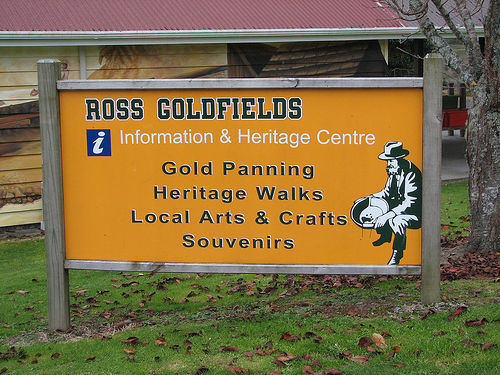 ROSS GOLDFIELDS
i Information & Heritage Centre
Gold Panning
Heritage Walks
Local Arts & Crafts
Souvenirs